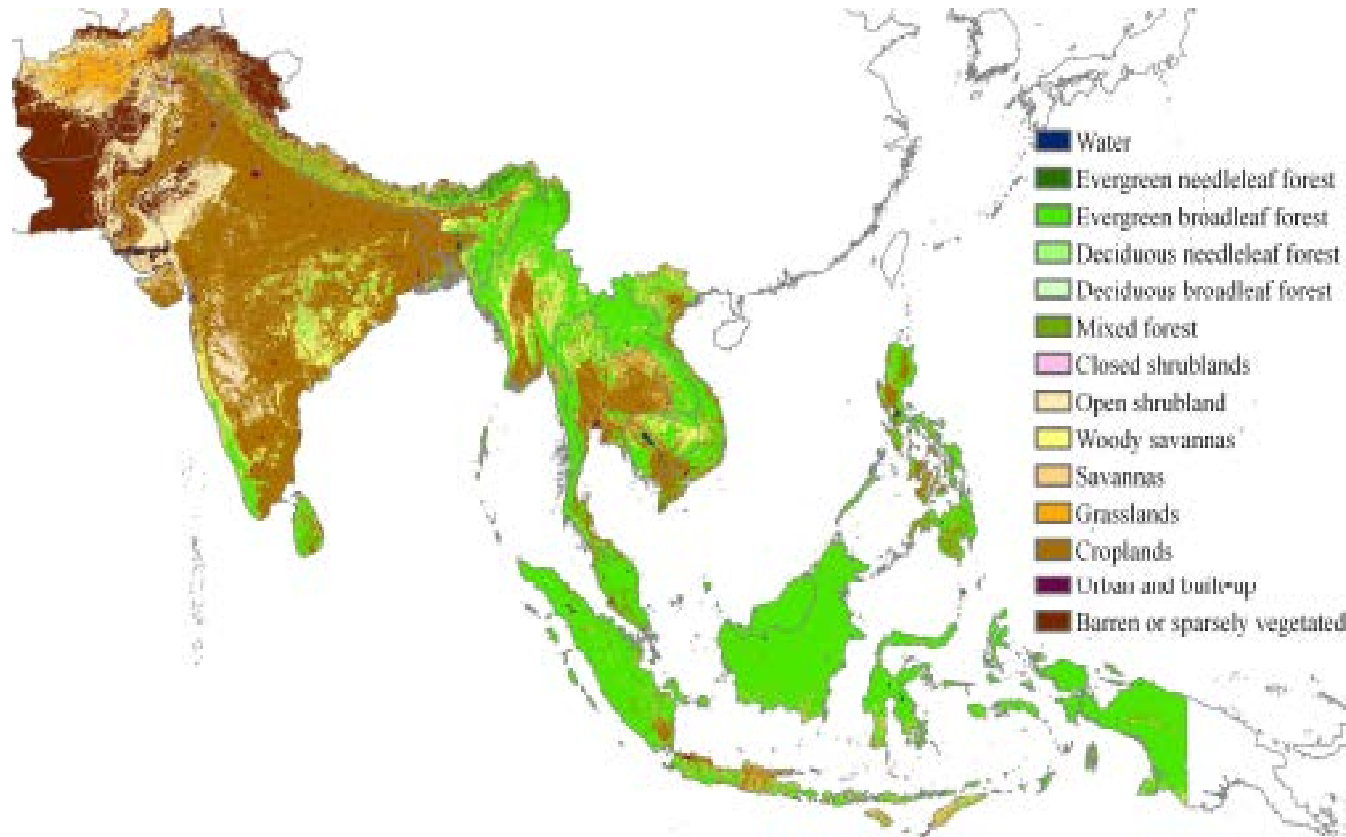 Water
Evergreen needleleaf forest
Evergreen broadleaf forest
Deciduous needleleaf forest
Deciduous broadleaf forest
Mixed forest
Closed shrublands
Open shrubland
Woody savannas
Savannas
Grasslands
Croplands
Urban and built-up
Barren or sparsely vegetated